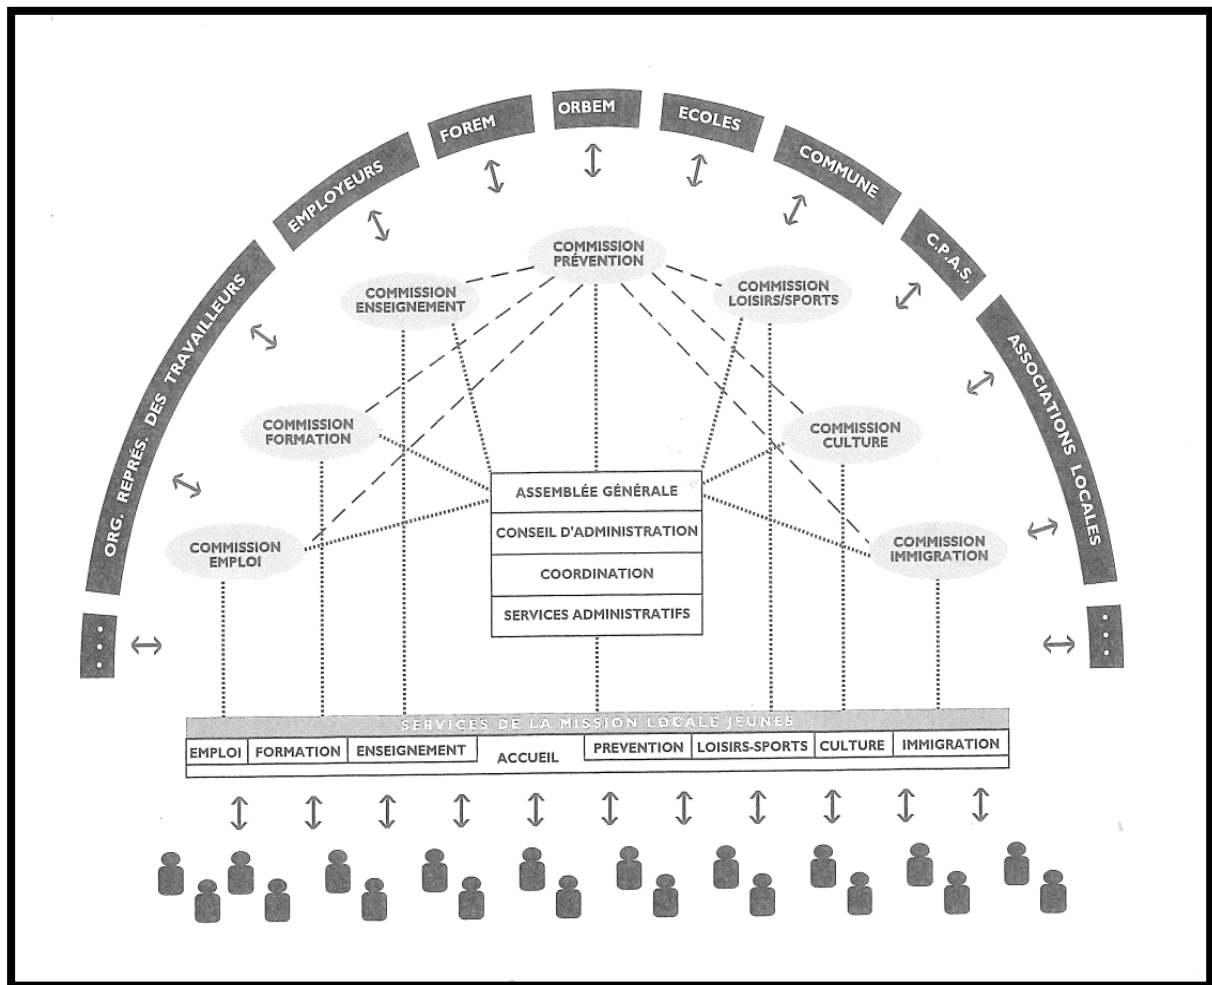 ORG. REPRÉS. DES TRAVAILLEURS
EMPLOYEURS
FOREM
ORBEM
ECOLES
COMMUNE
C.P.A.S.
ASSOCIATIONS LOCALES
COMMISSION
PRÉVENTION
COMMISSION
ENSEIGNEMENT
COMMISSION
LOISIRS/SPORTS
COMMISSION
FORMATION
COMMISSION
CULTURE
COMMISSION
EMPLOI
COMMISSION
IMMIGRATION
ASSEMBLÉE GÉNÉRALE
CONSEIL D'ADMINISTRATION
COORDINATION
SERVICES ADMINISTRATIFS
SERVICES DE LA MISSION LOCALE JEUNES
EMPLOI
FORMATION
ENSEIGNEMENT
ACCUEIL
PREVENTION
LOISIRS-SPORTS
CULTURE
IMMIGRATION